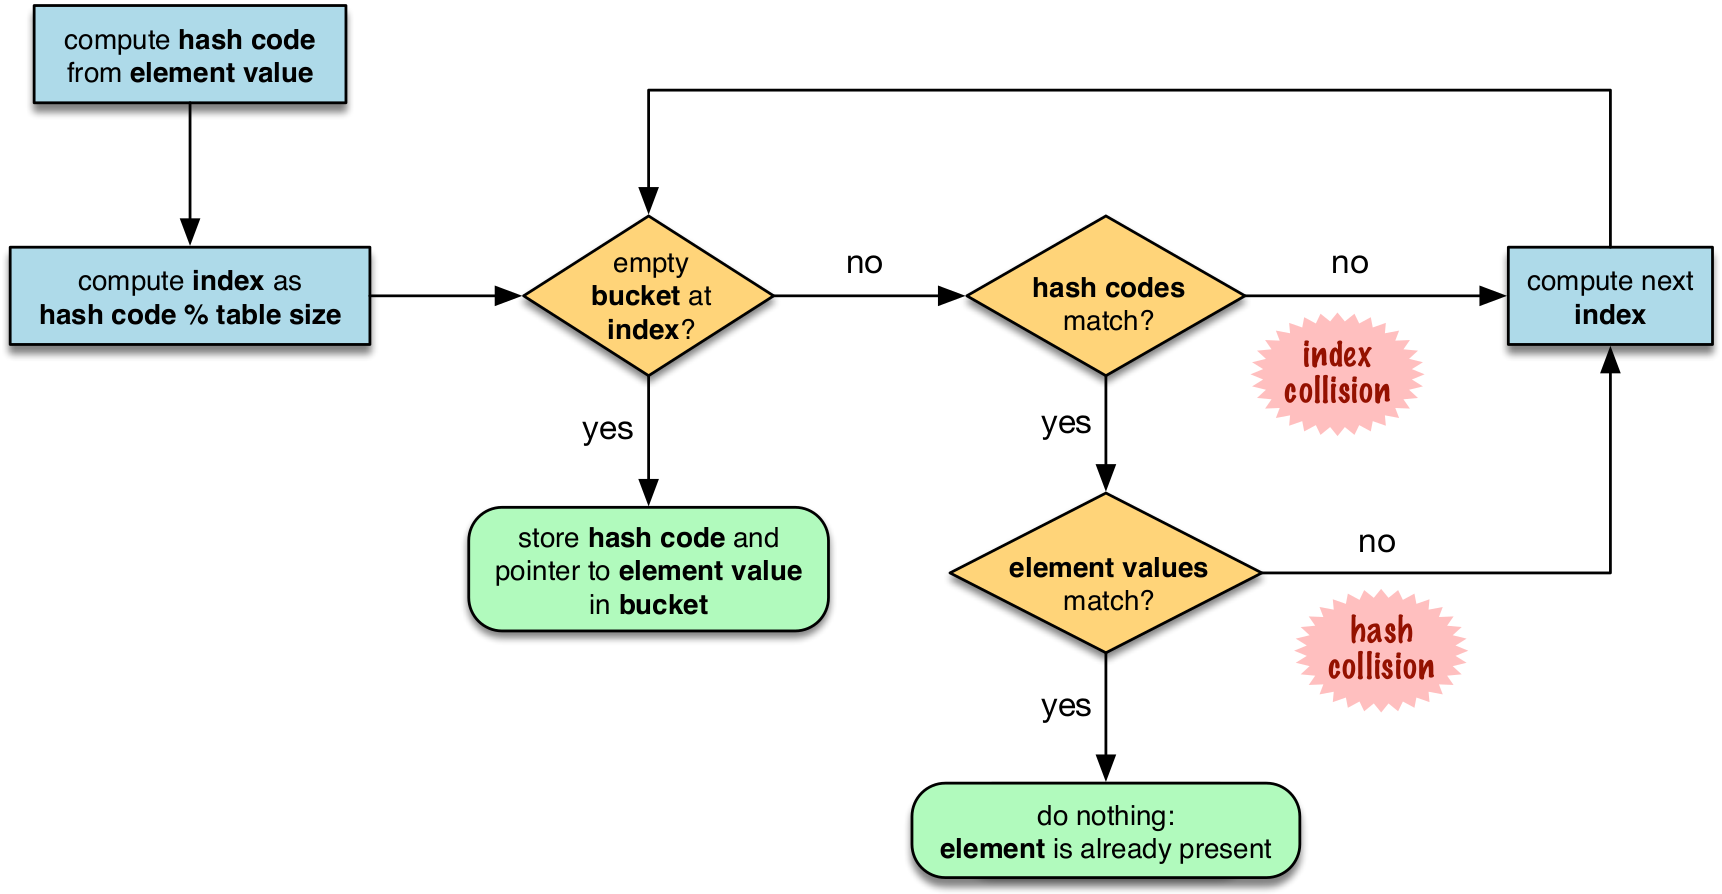 compute hash code
from element value
compute index as
hash code % table size
empty
bucket at
index?
no
hash codes
match?
no
compute next
index
index
collision
yes
yes
store hash code and
pointer to element value
in bucket
element values
match?
no
hash
collision
yes
do nothing:
element is already present